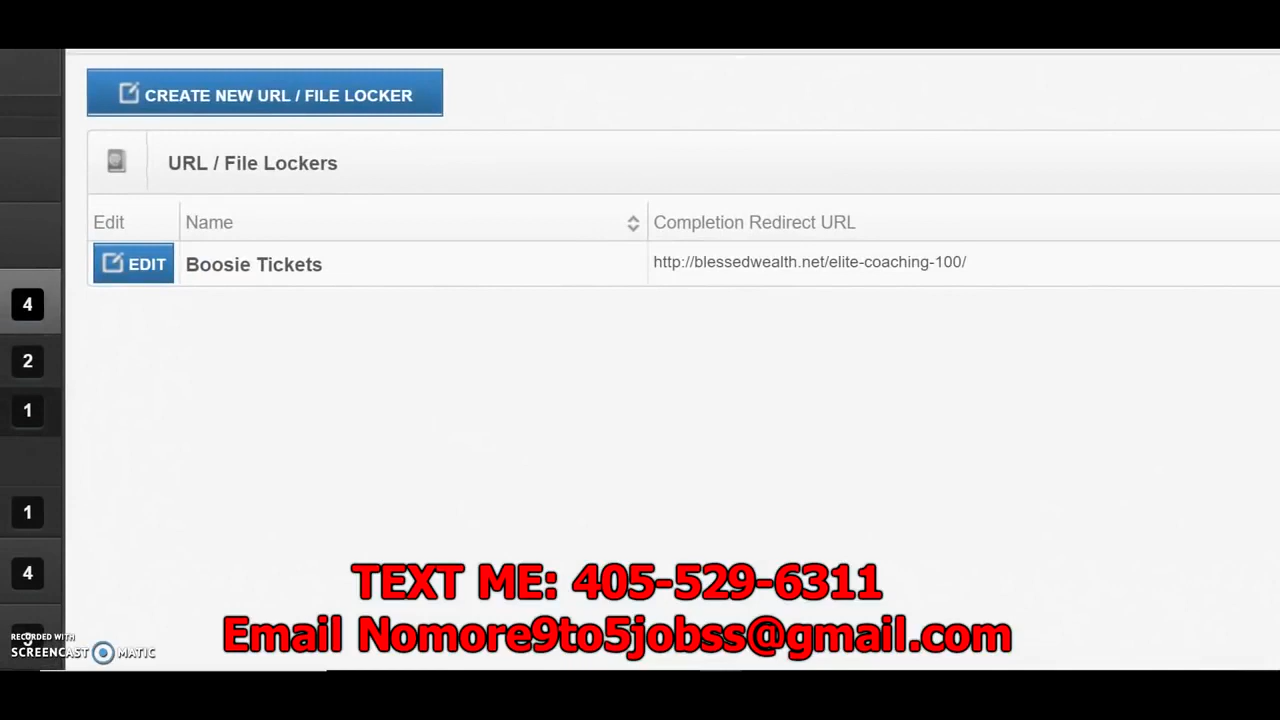 CREATE NEW URL / FILE LOCKER
URL / File Lockers
Edit Name Completion Redirect URL
EDIT Boosie Tickets http://blessedwealth.net/elite-coaching-100/
4
2
1
1
4
TEXT ME: 405-529-6311
Email Nomore9to5jobss@gmail.com
RECORDED WITH
SCREENCAST MATIC